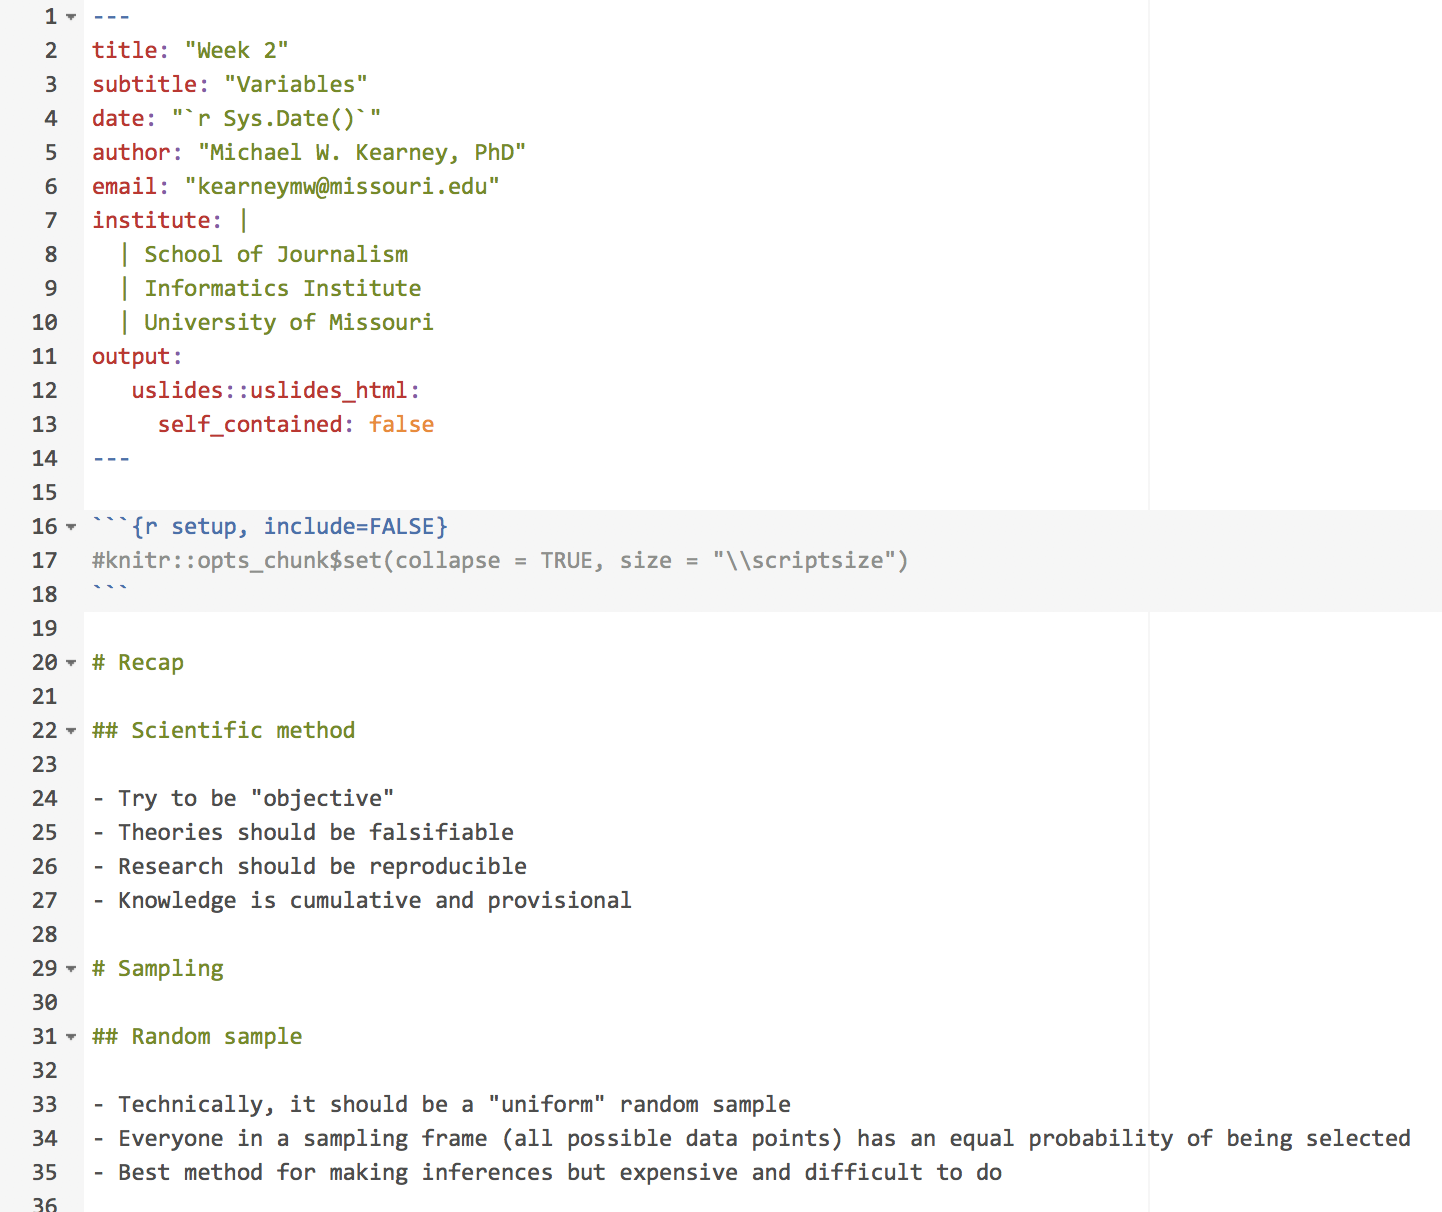 1 ---
2 title: "Week 2"
3 subtitle: "Variables"
4 date: "`r Sys.Date()`"
5 author: "Michael W. Kearney, PhD"
6 email: "kearneymw@missouri.edu"
7 institute: |
8   | School of Journalism
9   | Informatics Institute
10   | University of Missouri
11 output:
12    uslides::uslides_html:
13      self_contained: false
14 ---
15
16 ```{r setup, include=FALSE}
17 #knitr::opts_chunk$set(collapse = TRUE, size = "\\scriptsize")
18 ```
19
20 # Recap
21
22 ## Scientific method
23
24 - Try to be "objective"
25 - Theories should be falsifiable
26 - Research should be reproducible
27 - Knowledge is cumulative and provisional
28
29 # Sampling
30
31 ## Random sample
32
33 - Technically, it should be a "uniform" random sample
34 - Everyone in a sampling frame (all possible data points) has an equal probability of being selected
35 - Best method for making inferences but expensive and difficult to do
36